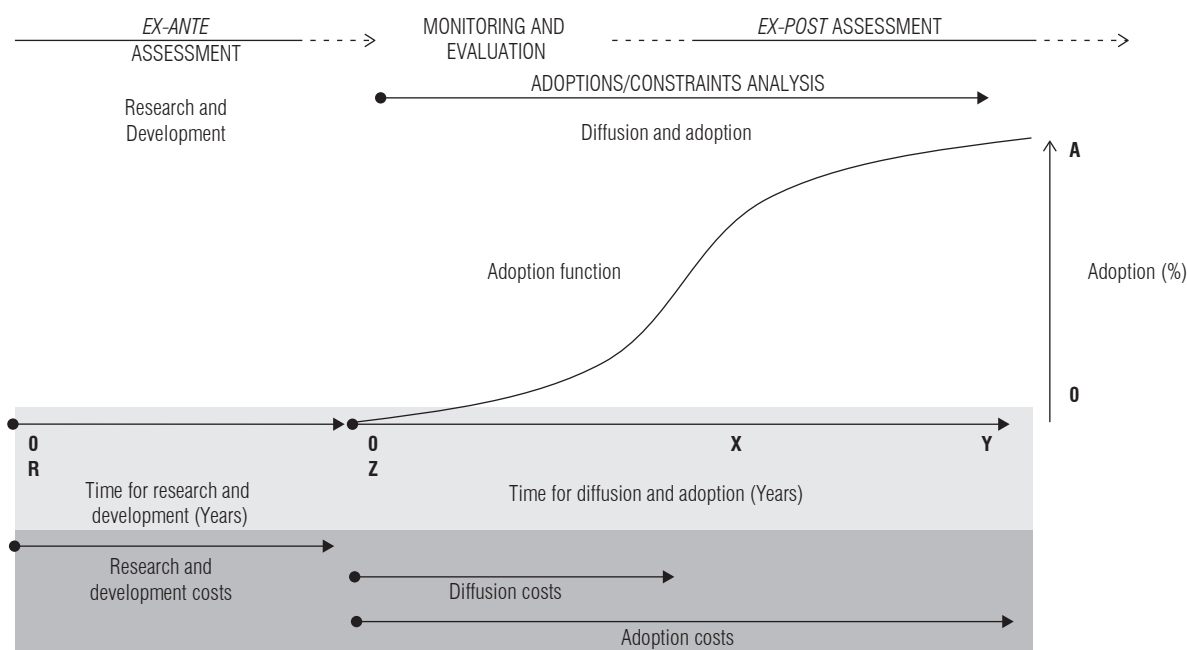 EX-ANTE
ASSESSMENT
MONITORING AND
EVALUATION
EX-POST ASSESSMENT
ADOPTIONS/CONSTRAINTS ANALYSIS
Research and
Development
Diffusion and adoption
A
Adoption function
Adoption (%)
0
0
R
0
Z
X
Y
Time for research and
development (Years)
Time for diffusion and adoption (Years)
Research and
development costs
Diffusion costs
Adoption costs